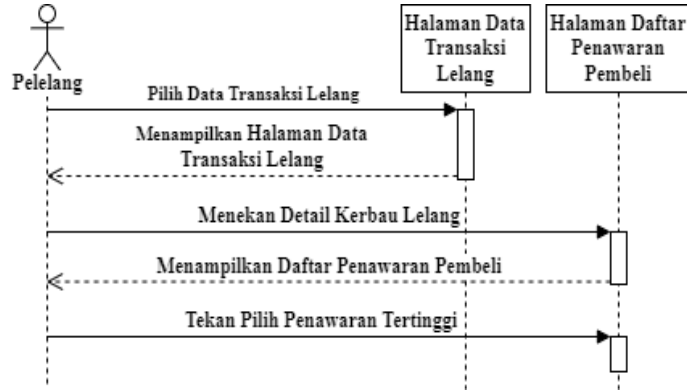 Halaman Data
Transaksi
Lelang
Halaman Daftar
Penawaran
Pembeli
Pelelang
Pilih Data Transaksi Lelang
Menampilkan Halaman Data
Transaksi Lelang
Menekan Detail Kerbau Lelang
Menampilkan Daftar Penawaran Pembeli
Tekan Pilih Penawaran Tertinggi